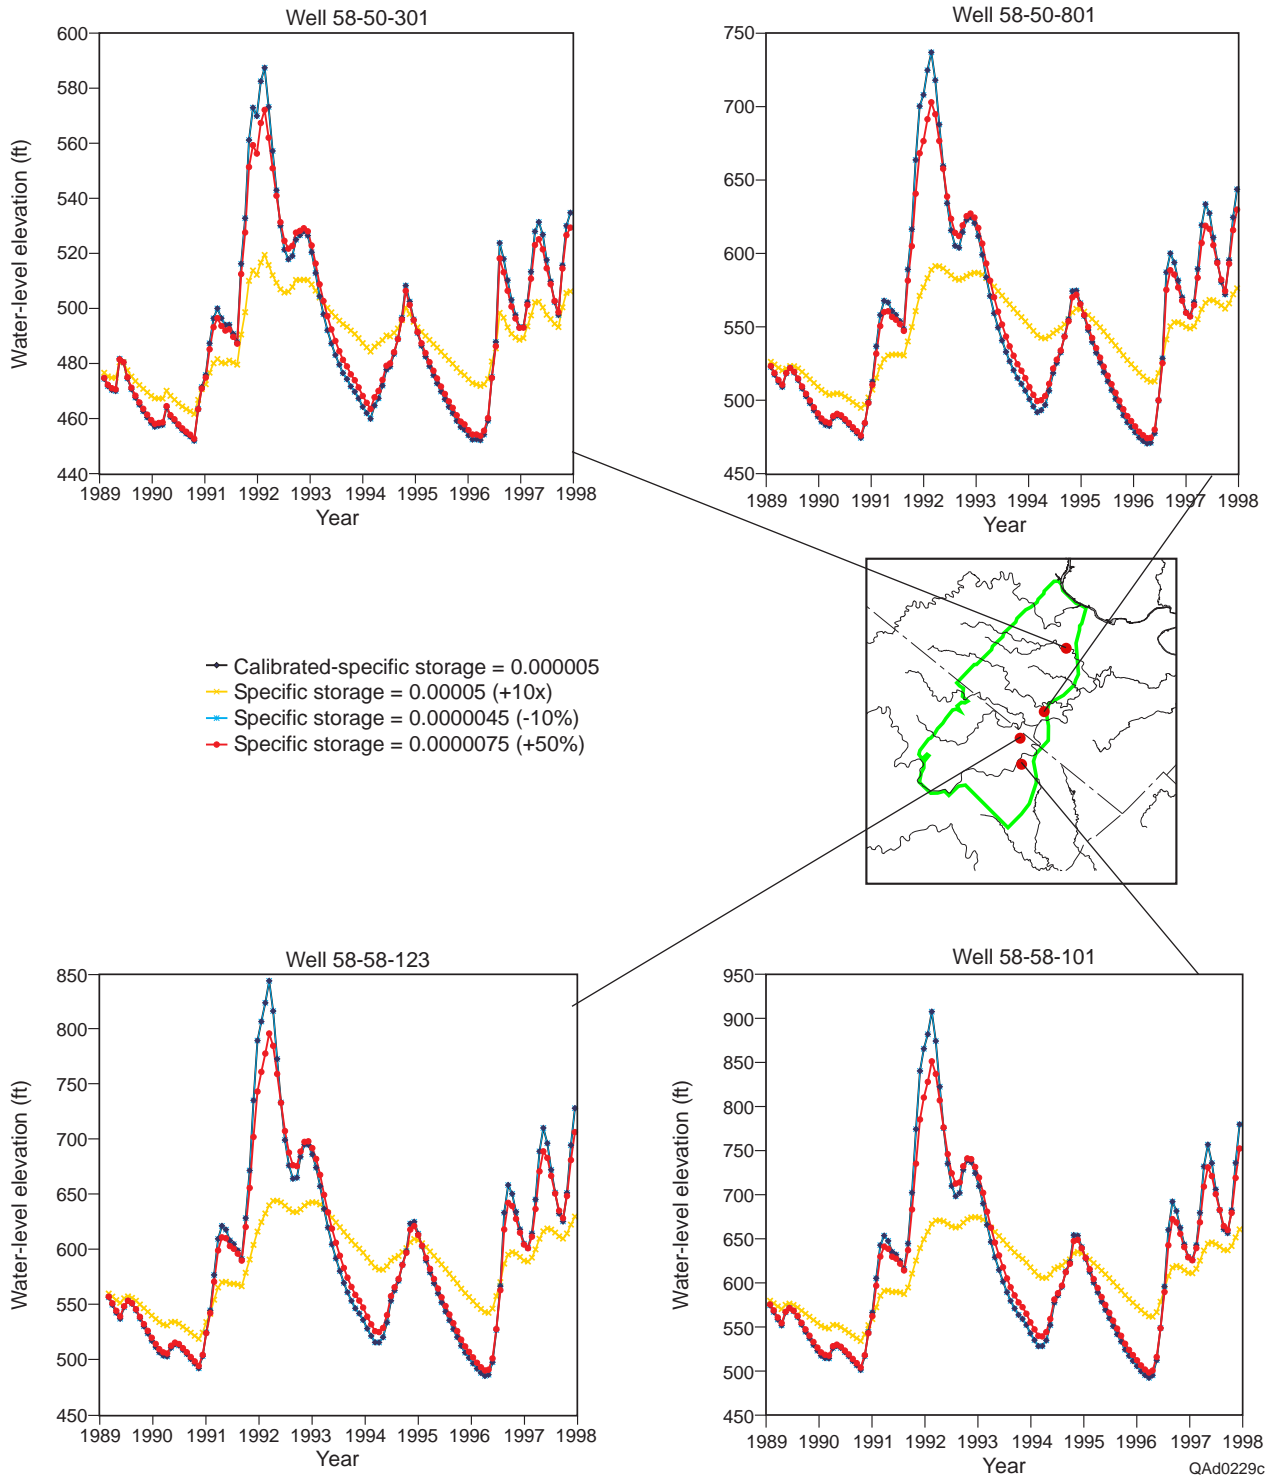 Well 58-50-301
600
580
560
540
520
500
480
460
440
Water-level elevation (ft)
1989 1990 1991 1992 1993 1994 1995 1996 1997 1998
Year
Well 58-50-801
750
700
650
600
550
500
450
1989 1990 1991 1992 1993 1994 1995 1996 1997 1998
Year
Calibrated-specific storage = 0.000005
Specific storage = 0.00005 (+10x)
Specific storage = 0.0000045 (-10%)
Specific storage = 0.0000075 (+50%)
Well 58-58-123
850
800
750
700
650
600
550
500
450
Water-level elevation (ft)
1989 1990 1991 1992 1993 1994 1995 1996 1997 1998
Year
Well 58-58-101
950
900
850
800
750
700
650
600
550
500
450
Water-level elevation (ft)
1989 1990 1991 1992 1993 1994 1995 1996 1997 1998
Year
QAd0229c